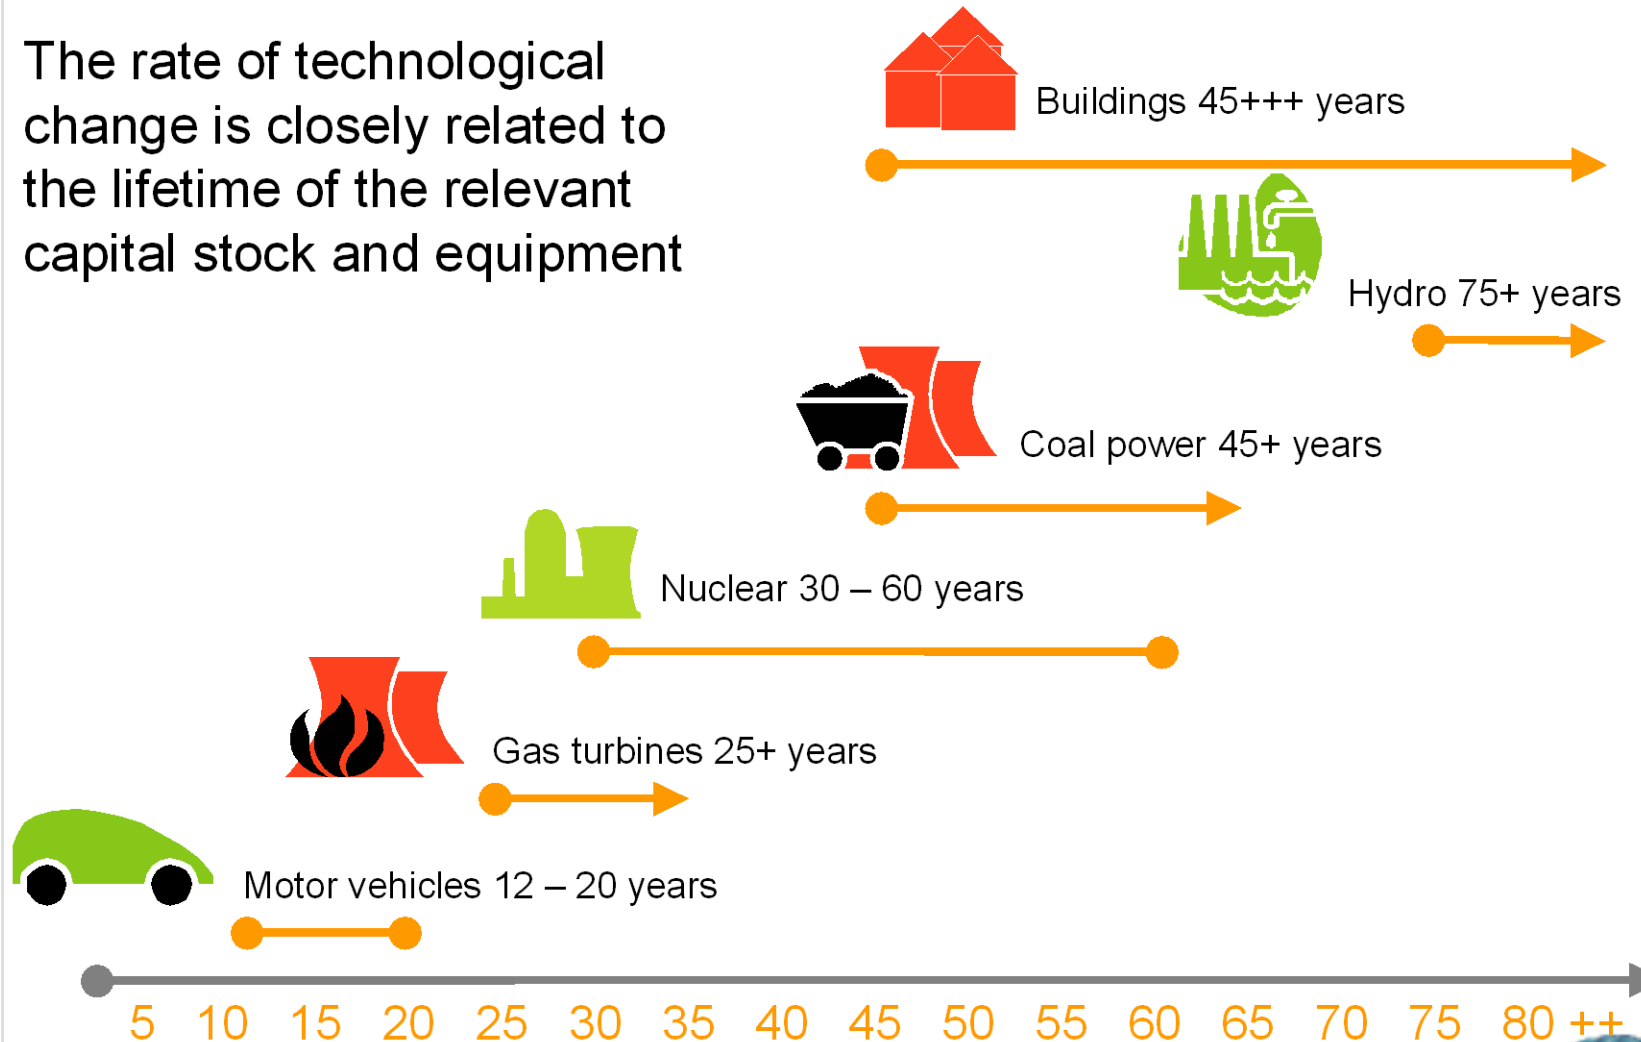 The rate of technological
change is closely related to
the lifetime of the relevant
capital stock and equipment
Buildings 45+++ years
Hydro 75+ years
Coal power 45+ years
Nuclear 30 – 60 years
Gas turbines 25+ years
Motor vehicles 12 – 20 years
5 10 15 20 25 30 35 40 45 50 55 60 65 70 75 80 ++